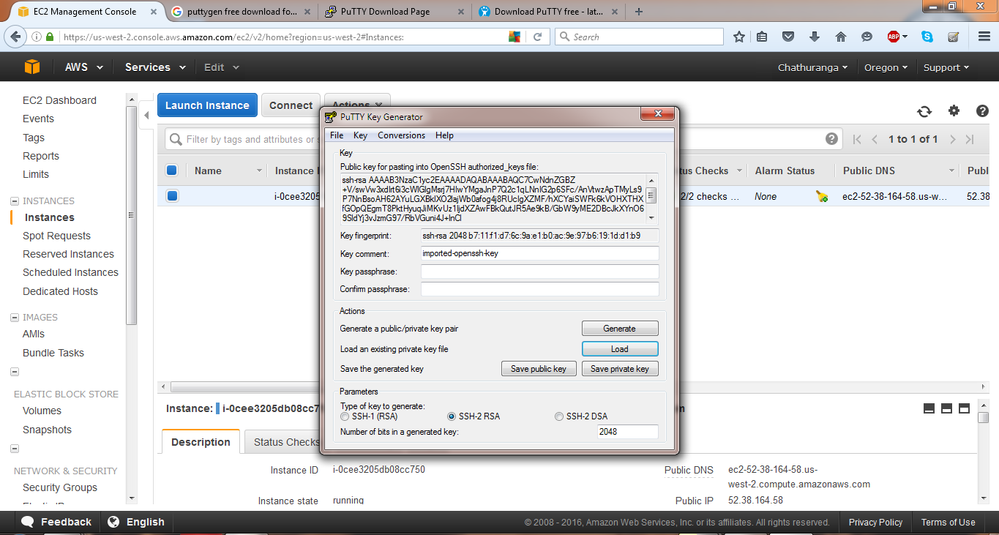 EC2 Management Console
puttygen free download fo...
PuTTY Download Page
Download PuTTY free - lat...
https://us-west-2.console.aws.amazon.com/ec2/v2/home?region=us-west-2#Instances:
Search
ABP
AWS
Services
Edit
Chathuranga
Oregon
Support
EC2 Dashboard
Events
Tags
Reports
Limits
INSTANCES
Instances
Spot Requests
Reserved Instances
Scheduled Instances
Dedicated Hosts
IMAGES
AMIs
Bundle Tasks
ELASTIC BLOCK STORE
Volumes
Snapshots
NETWORK & SECURITY
Security Groups
Launch Instance
Connect
Actions
Filter by tags and attributes or
1 to 1 of 1
Name
Instance
Checks
Alarm Status
Public DNS
Publ
i-0cee3205
2/2 checks ...
None
ec2-52-38-164-58.us-w...
52.38
PuTTY Key Generator
File
Key
Conversions
Help
Key
Public key for pasting into OpenSSH authorized_keys file:
ssh-rsa
Key fingerprint:
ssh-rsa 2048 b7:11:f1:d7:6c:9a:e1:b0:ac:9e:97:b6:19:1d:d1:b9
Key comment:
imported-openssh-key
Key passphrase:
Confirm passphrase:
Actions
Generate a public/private key pair
Generate
Load an existing private key file
Load
Save the generated key
Save public key
Save private key
Parameters
Type of key to generate:
SSH-1 (RSA)
SSH-2 RSA
SSH-2 DSA
Number of bits in a generated key:
2048
Instance:
i-0cee3205db08cc7
Description
Status Checks
Instance ID
i-0cee3205db08cc750
Public DNS
ec2-52-38-164-58.us-
west-2.compute.amazonaws.com
Instance state
running
Public IP
52.38.164.58
Feedback
English
© 2008 - 2016, Amazon Web Services, Inc. or its affiliates. All rights reserved.
Privacy Policy
Terms of Use